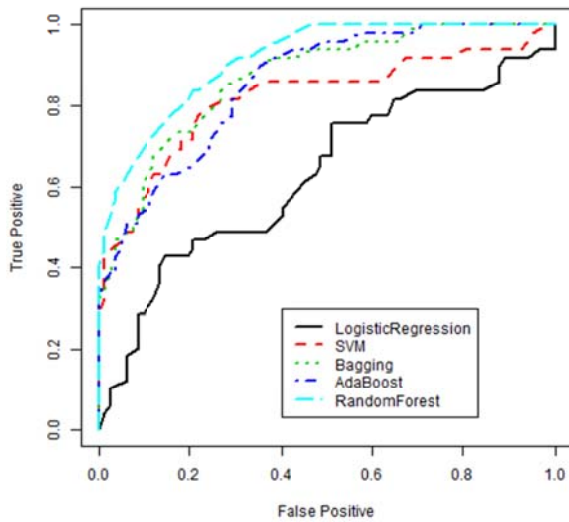 1.0
0.8
0.6
0.4
0.2
0.0
True Positive
LogisticRegression
SVM
Bagging
AdaBoost
RandomForest
0.0 0.2 0.4 0.6 0.8 1.0
False Positive